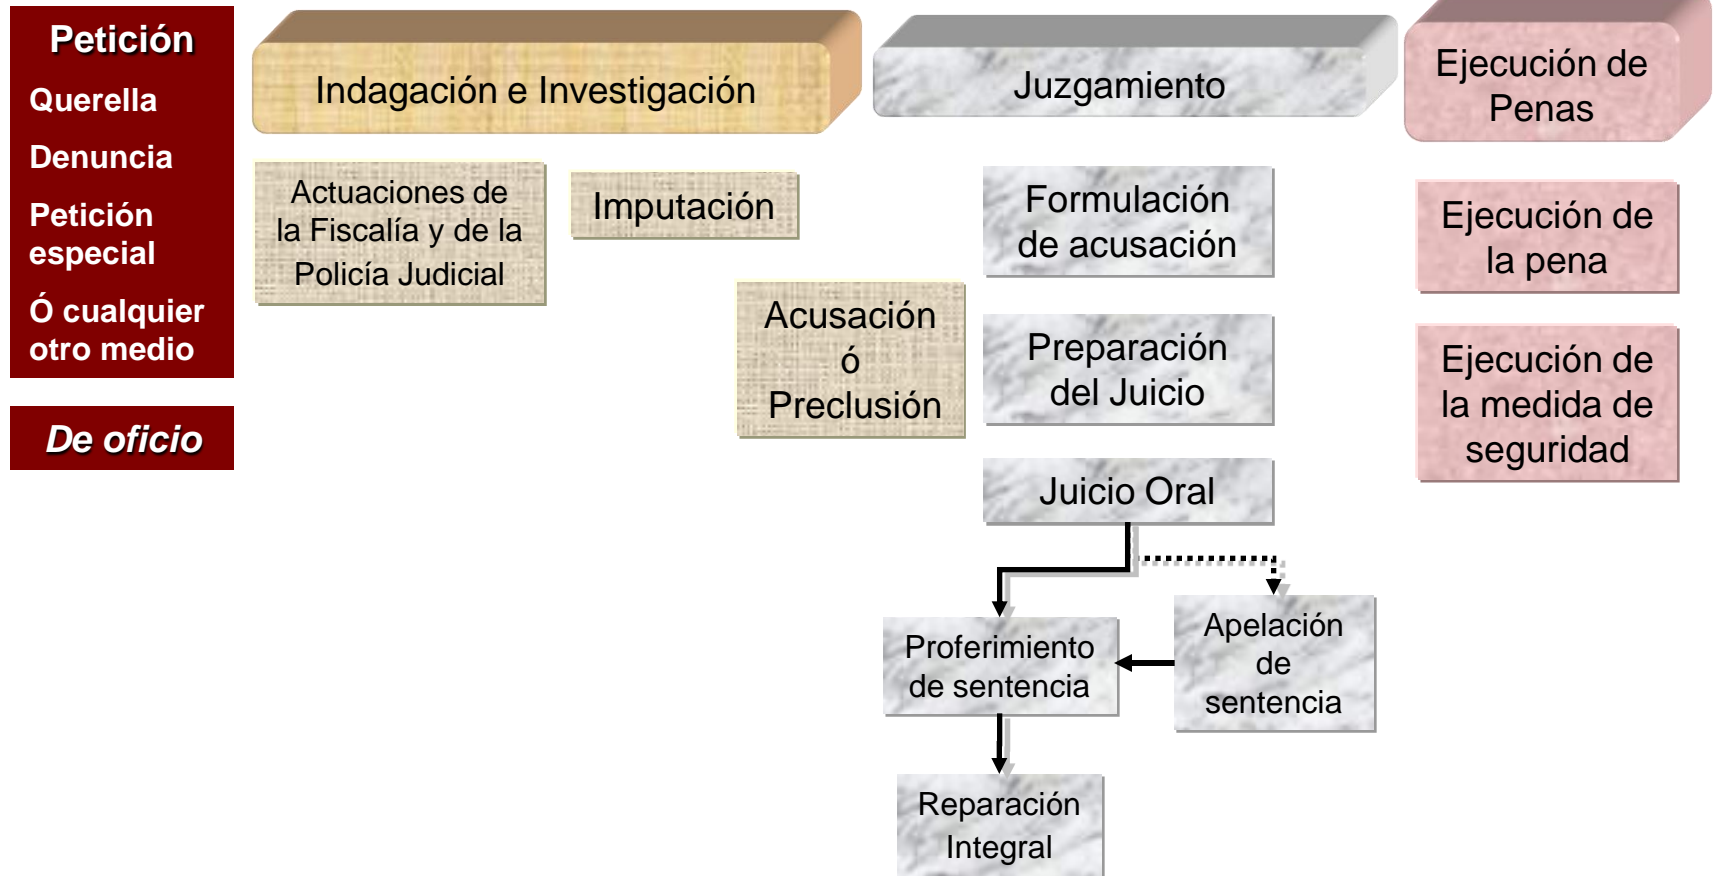 Petición
Querella
Denuncia
Petición
especial
Ó cualquier
otro medio
De oficio
Indagación e Investigación
Actuaciones de
la Fiscalía y de la
Policía Judicial
Imputación
Acusación
ó
Preclusión
Juzgamiento
Formulación
de acusación
Preparación
del Juicio
Juicio Oral
Proferimiento
de sentencia
Apelación
de
sentencia
Reparación
Integral
Ejecución de
Penas
Ejecución de
la pena
Ejecución de
la medida de
seguridad